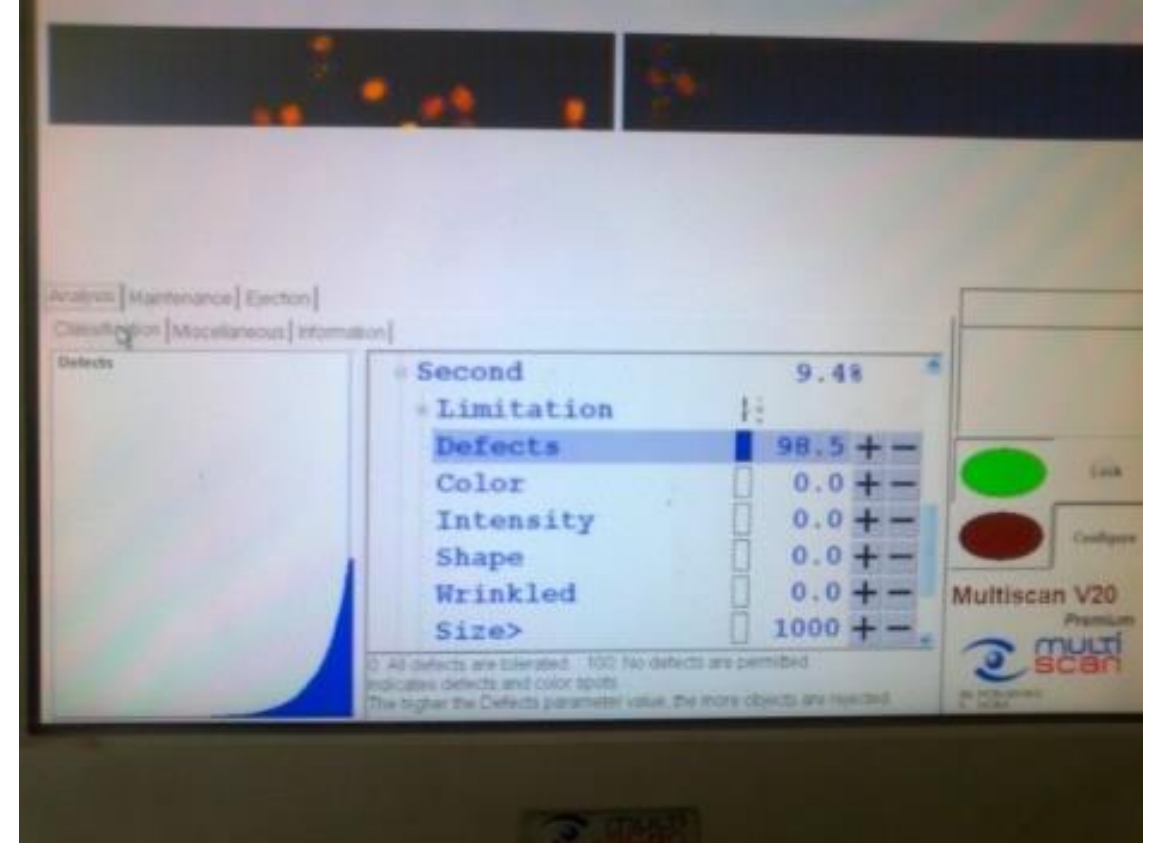 Analysis Maintenance Ejection
Classification Miscellaneous Information
Defects
Second 9.4%
Limitation
Defects 98.5 + −
Color 0.0 + −
Intensity 0.0 + −
Shape 0.0 + −
Wrinkled 0.0 + −
Size> 1000 + −
0: All defects are tolerated 100: No defects are permitted
Indicates defects and color spots
The higher the Defects parameter value, the more objects are rejected
Lock
Configure
Multiscan V20
Premium
MULTI
SCAN